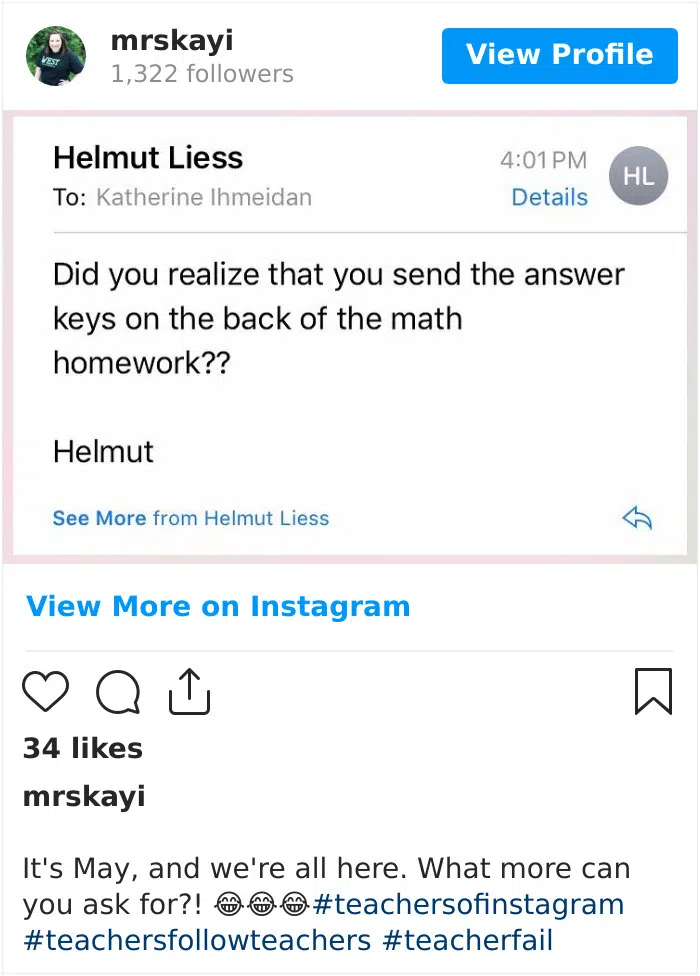 mrskayi
1,322 followers
View Profile
WEST
Helmut Liess
4:01 PM
HL
To: Katherine Ihmeidan
Details
Did you realize that you send the answer
keys on the back of the math
homework??
Helmut
See More from Helmut Liess
View More on Instagram
34 likes
mrskayi
It's May, and we're all here. What more can
you ask for?! 😂😂😂#teachersofinstagram
#teachersfollowteachers #teacherfail